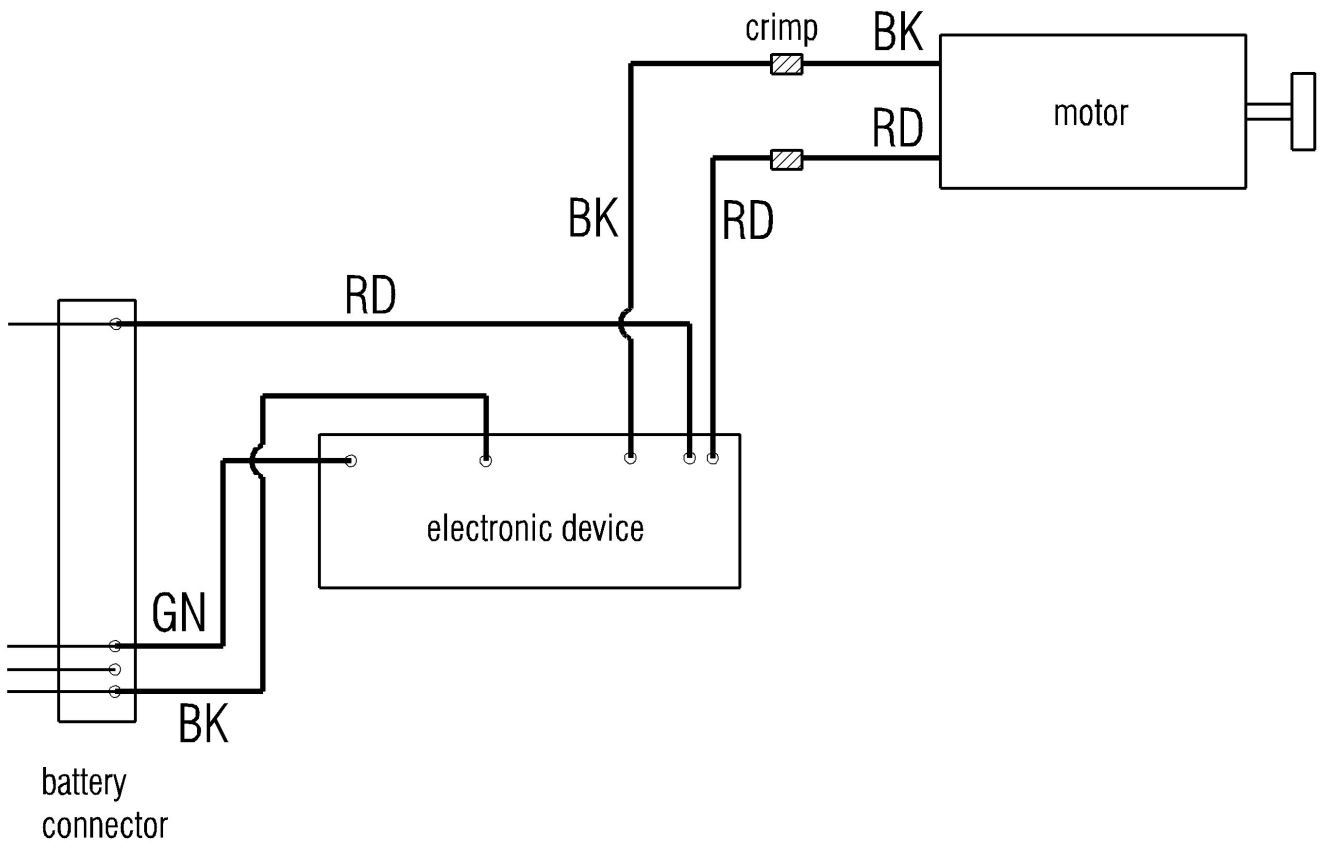 crimp
BK
motor
RD
BK
RD
RD
electronic device
GN
BK
battery
connector